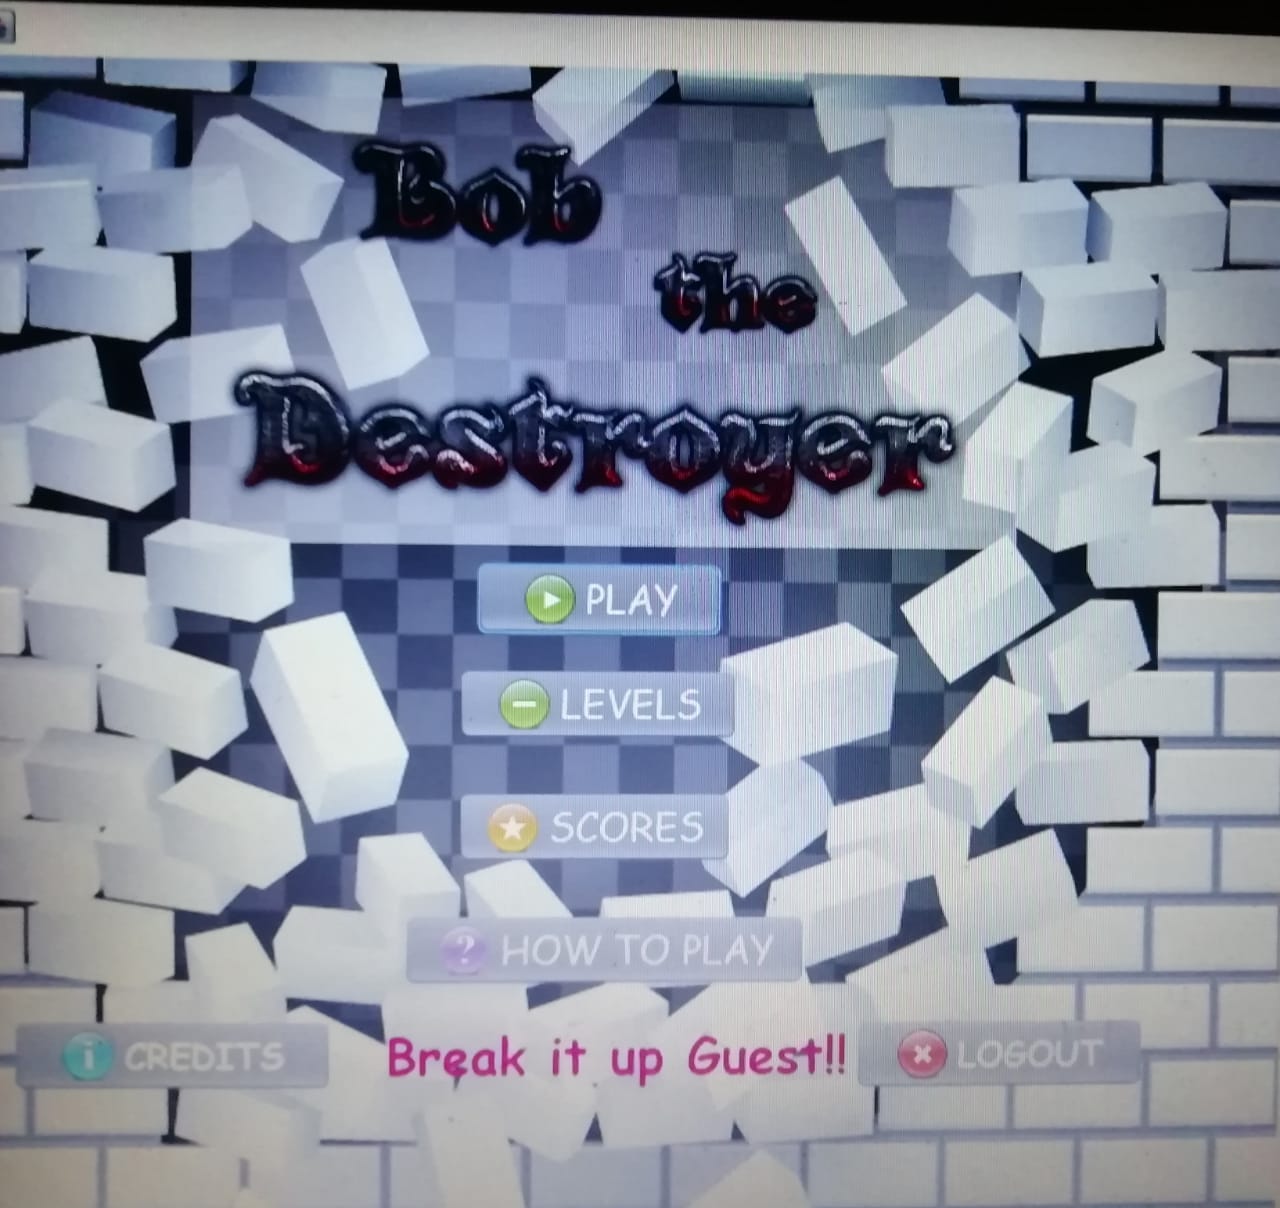 Bob
the
Destroyer
PLAY
LEVELS
SCORES
HOW TO PLAY
CREDITS
Break it up Guest!!
LOGOUT